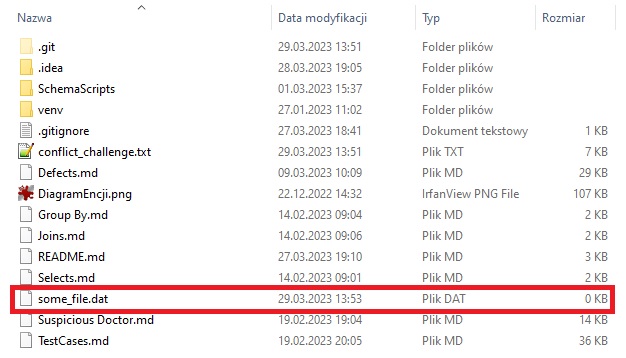 Nazwa Data modyfikacji Typ Rozmiar
.git 29.03.2023 13:51 Folder plików
.idea 28.03.2023 19:05 Folder plików
SchemaScripts 01.03.2023 15:37 Folder plików
venv 27.01.2023 11:02 Folder plików
.gitignore 27.03.2023 18:41 Dokument tekstowy 1 KB
conflict_challenge.txt 29.03.2023 13:51 Plik TXT 7 KB
Defects.md 09.03.2023 10:09 Plik MD 29 KB
DiagramEncji.png 22.12.2022 14:32 IrfanView PNG File 107 KB
Group By.md 14.02.2023 09:04 Plik MD 2 KB
Joins.md 14.02.2023 09:06 Plik MD 2 KB
README.md 27.03.2023 19:10 Plik MD 3 KB
Selects.md 14.02.2023 09:01 Plik MD 2 KB
some_file.dat 29.03.2023 13:53 Plik DAT 0 KB
Suspicious Doctor.md 19.02.2023 19:04 Plik MD 14 KB
TestCases.md 19.02.2023 20:05 Plik MD 36 KB